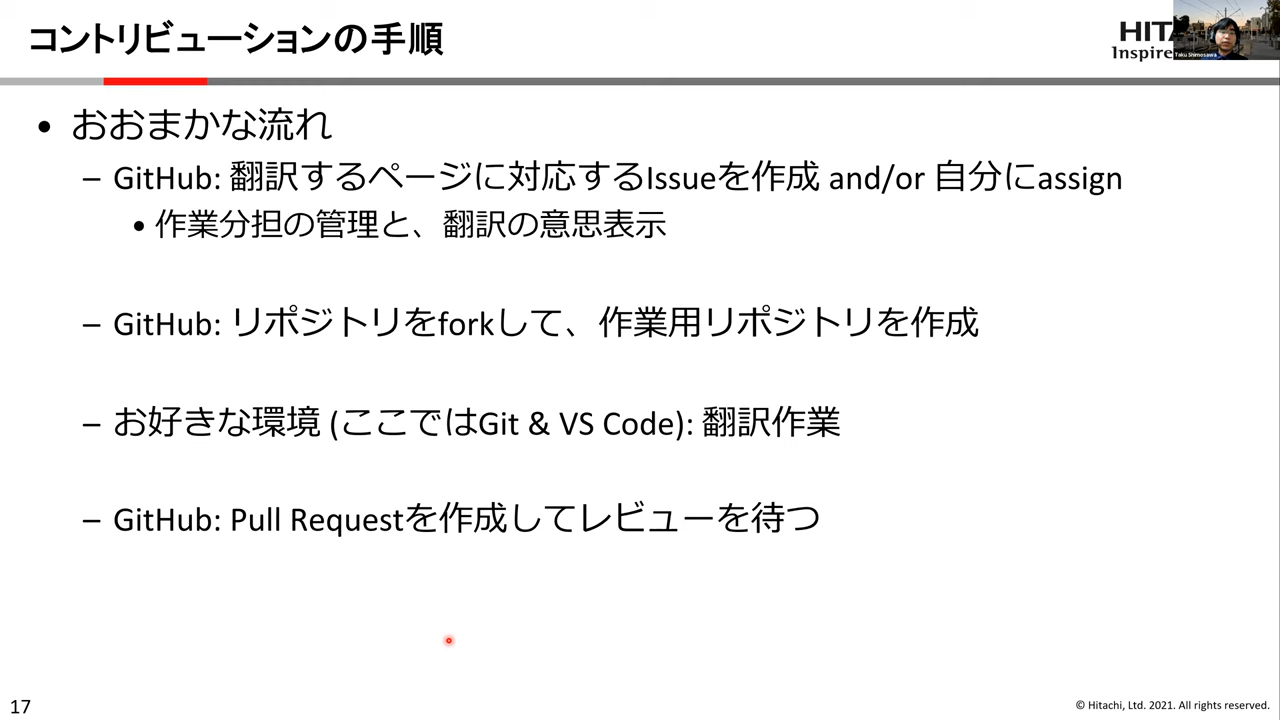 コントリビューションの手順
HITA
Inspire
Taku Shimosawa
• おおまかな流れ
– GitHub: 翻訳するページに対応するIssueを作成 and/or 自分にassign
• 作業分担の管理と、翻訳の意思表示
– GitHub: リポジトリをforkして、作業用リポジトリを作成
– お好きな環境 (ここではGit & VS Code): 翻訳作業
– GitHub: Pull Requestを作成してレビューを待つ
17
© Hitachi, Ltd. 2021. All rights reserved.